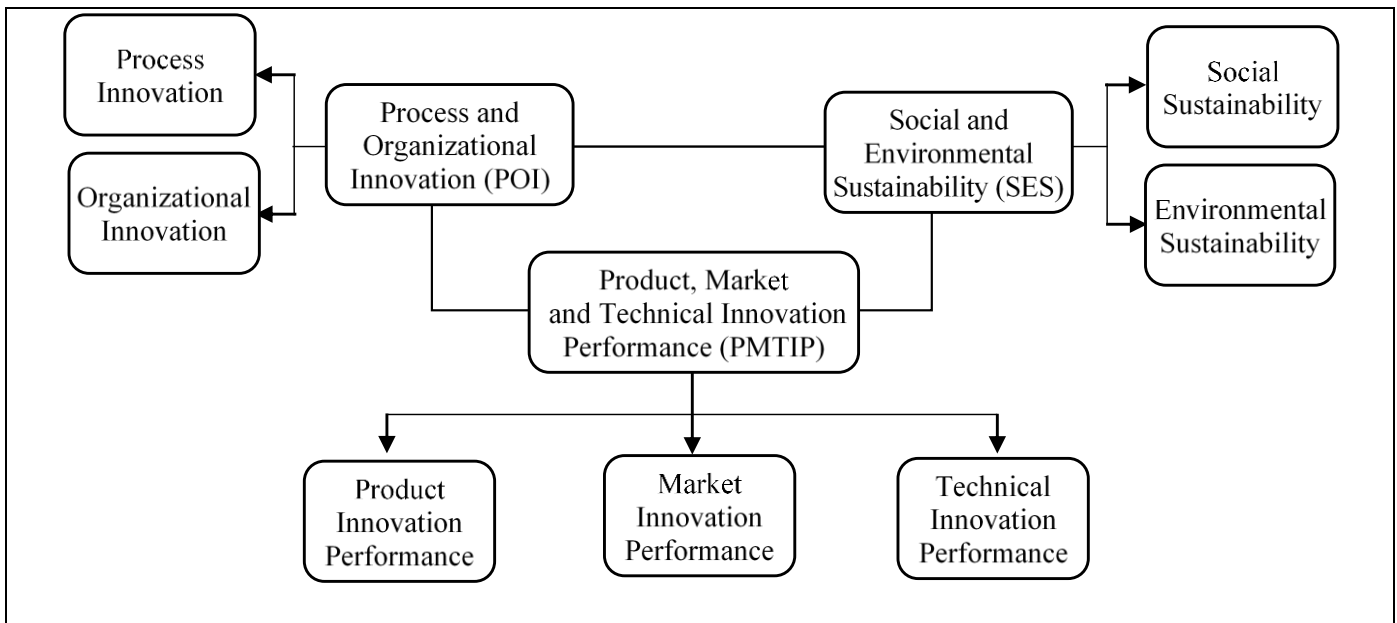 Process
Innovation
Organizational
Innovation
Process and
Organizational
Innovation (POI)
Social and
Environmental
Sustainability (SES)
Social
Sustainability
Environmental
Sustainability
Product, Market
and Technical Innovation
Performance (PMTIP)
Product
Innovation
Performance
Market
Innovation
Performance
Technical
Innovation
Performance